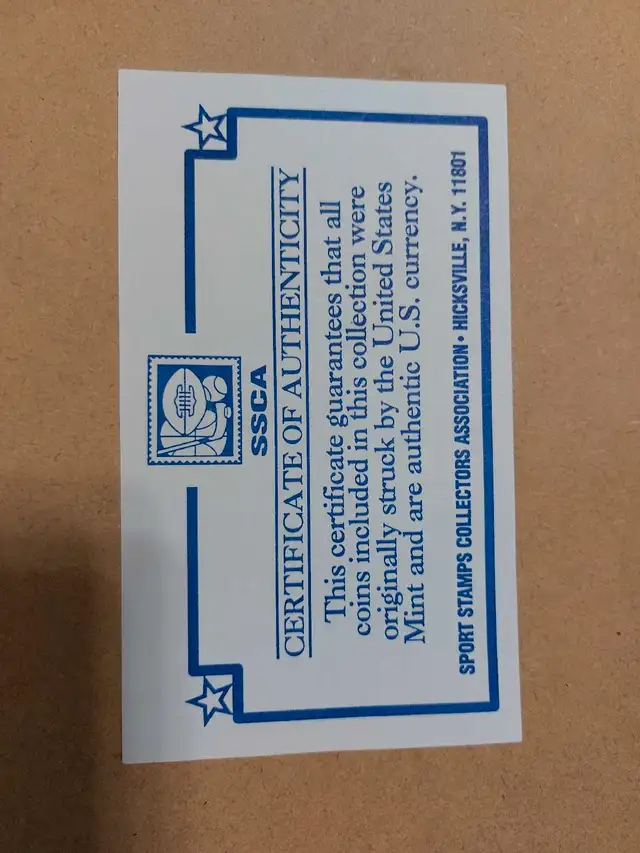 SSCA
CERTIFICATE OF AUTHENTICITY
This certificate guarantees that all
coins included in this collection were
originally struck by the United States
Mint and are authentic U.S. currency.
SPORT STAMPS COLLECTORS ASSOCIATION • HICKSVILLE, N.Y. 11801